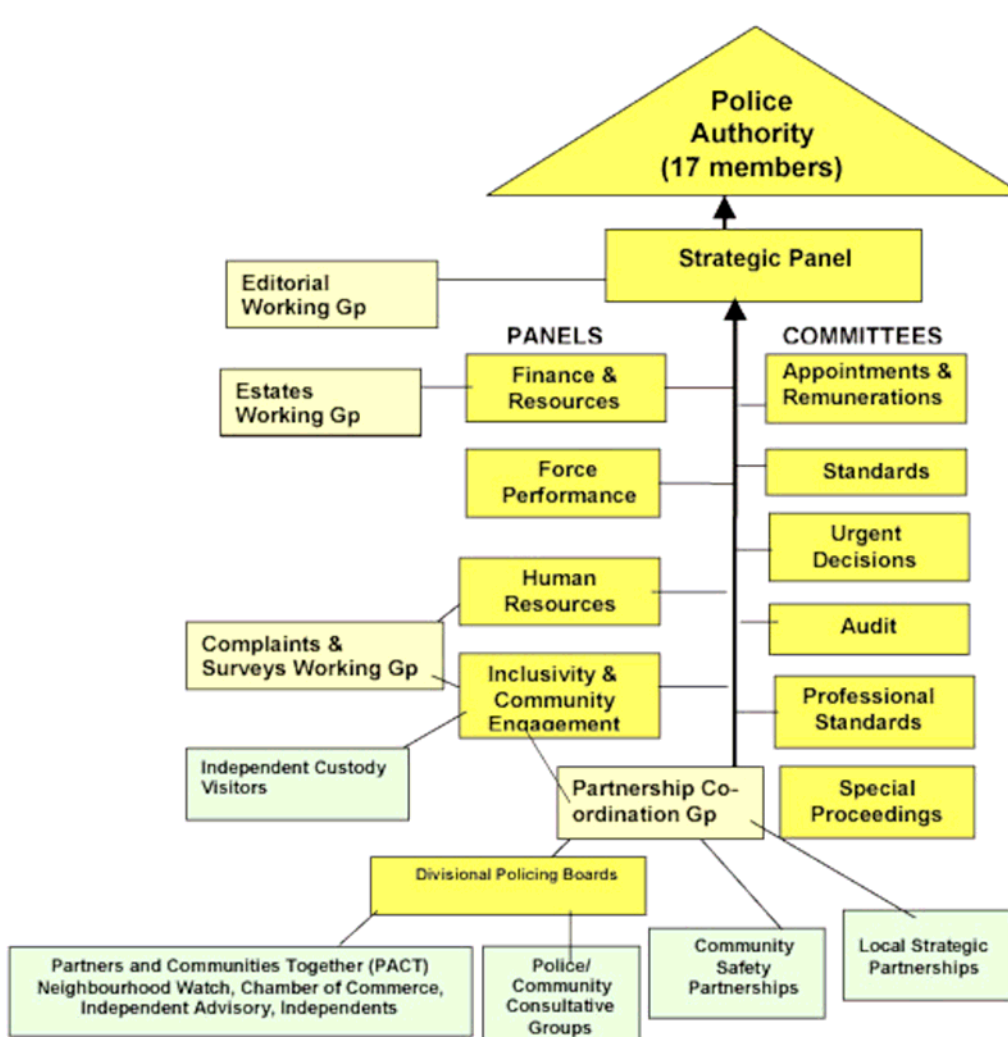 Police
Authority
(17 members)
Strategic Panel
Editorial
Working Gp
PANELS
COMMITTEES
Finance &
Resources
Appointments &
Remunerations
Estates
Working Gp
Force
Performance
Standards
Urgent
Decisions
Human
Resources
Audit
Complaints &
Surveys Working Gp
Inclusivity &
Community
Engagement
Professional
Standards
Independent Custody
Visitors
Partnership Co-
ordination Gp
Special
Proceedings
Divisional Policing Boards
Partners and Communities Together (PACT)
Neighbourhood Watch, Chamber of Commerce,
Independent Advisory, Independents
Police/
Community
Consultative
Groups
Community
Safety
Partnerships
Local Strategic
Partnerships